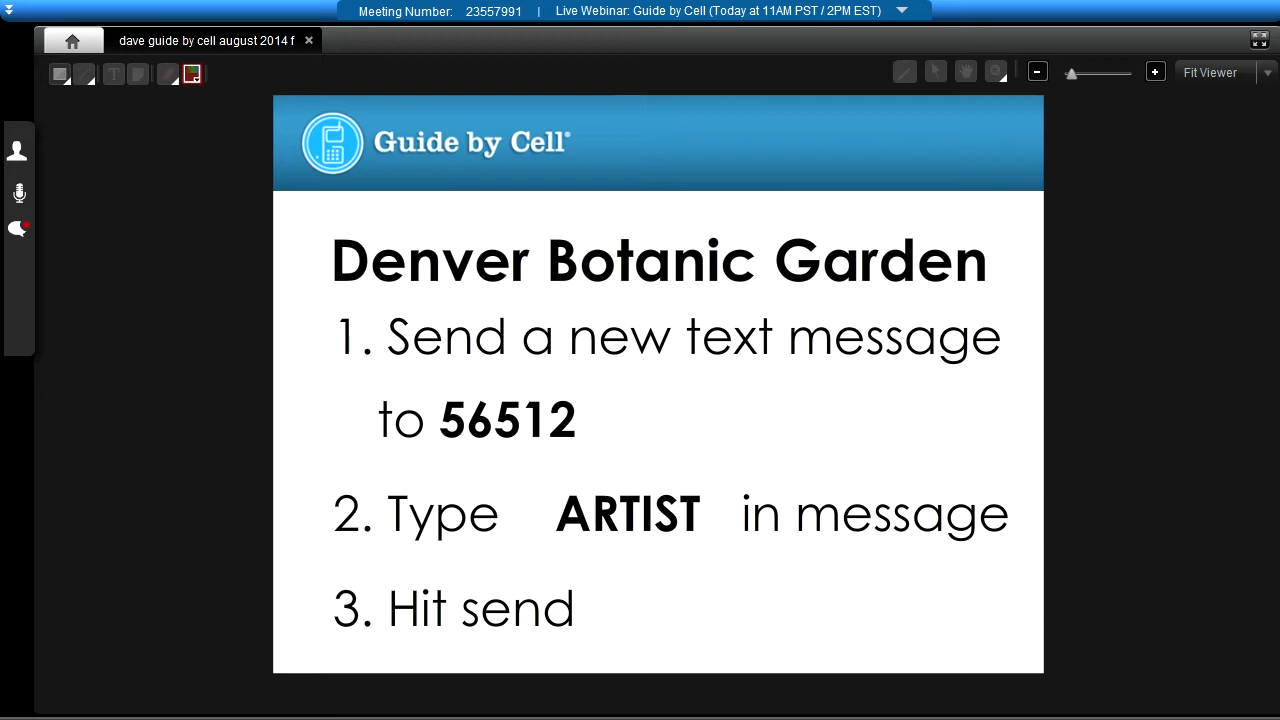 Meeting Number: 23557991 | Live Webinar: Guide by Cell (Today at 11AM PST / 2PM EST)
dave guide by cell august 2014 f
T
Fit Viewer
Guide by Cell®
Denver Botanic Garden
1. Send a new text message
to 56512
2. Type ARTIST in message
3. Hit send